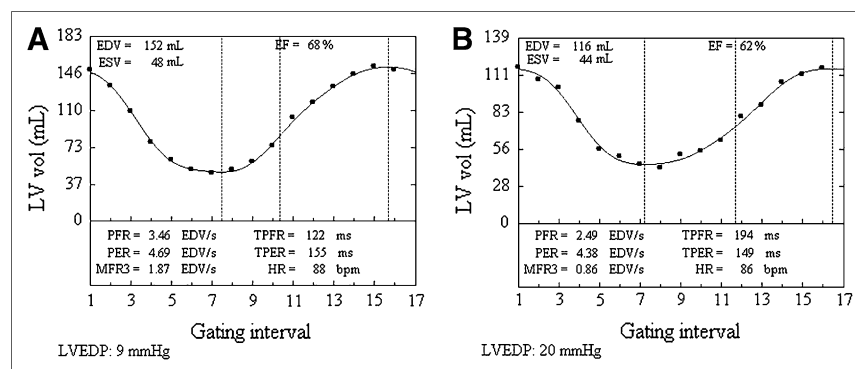 A
EDV = 152 mL
ESV = 48 mL
EF = 68%
183
146
110
73
37
0
LV vol (mL)
PFR = 3.46 EDV/s TPFR = 122 ms
PER = 4.69 EDV/s TPER = 155 ms
MFR3 = 1.87 EDV/s HR = 88 bpm
1 3 5 7 9 11 13 15 17
Gating interval
LVEDP: 9 mmHg
B
EDV = 116 mL
ESV = 44 mL
EF = 62%
139
111
83
56
28
0
LV vol (mL)
PFR = 2.49 EDV/s TPFR = 194 ms
PER = 4.38 EDV/s TPER = 149 ms
MFR3 = 0.86 EDV/s HR = 86 bpm
1 3 5 7 9 11 13 15 17
Gating interval
LVEDP: 20 mmHg